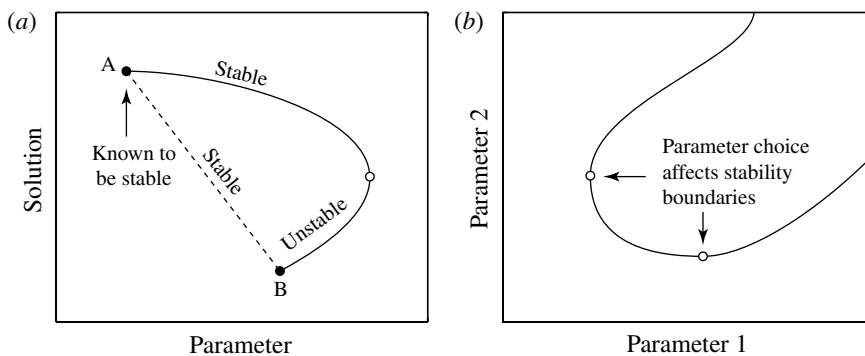 (a)
A
Stable
Known to
be stable
Stable
Unstable
B
Solution
Parameter
(b)
Parameter 2
Parameter choice
affects stability
boundaries
Parameter 1